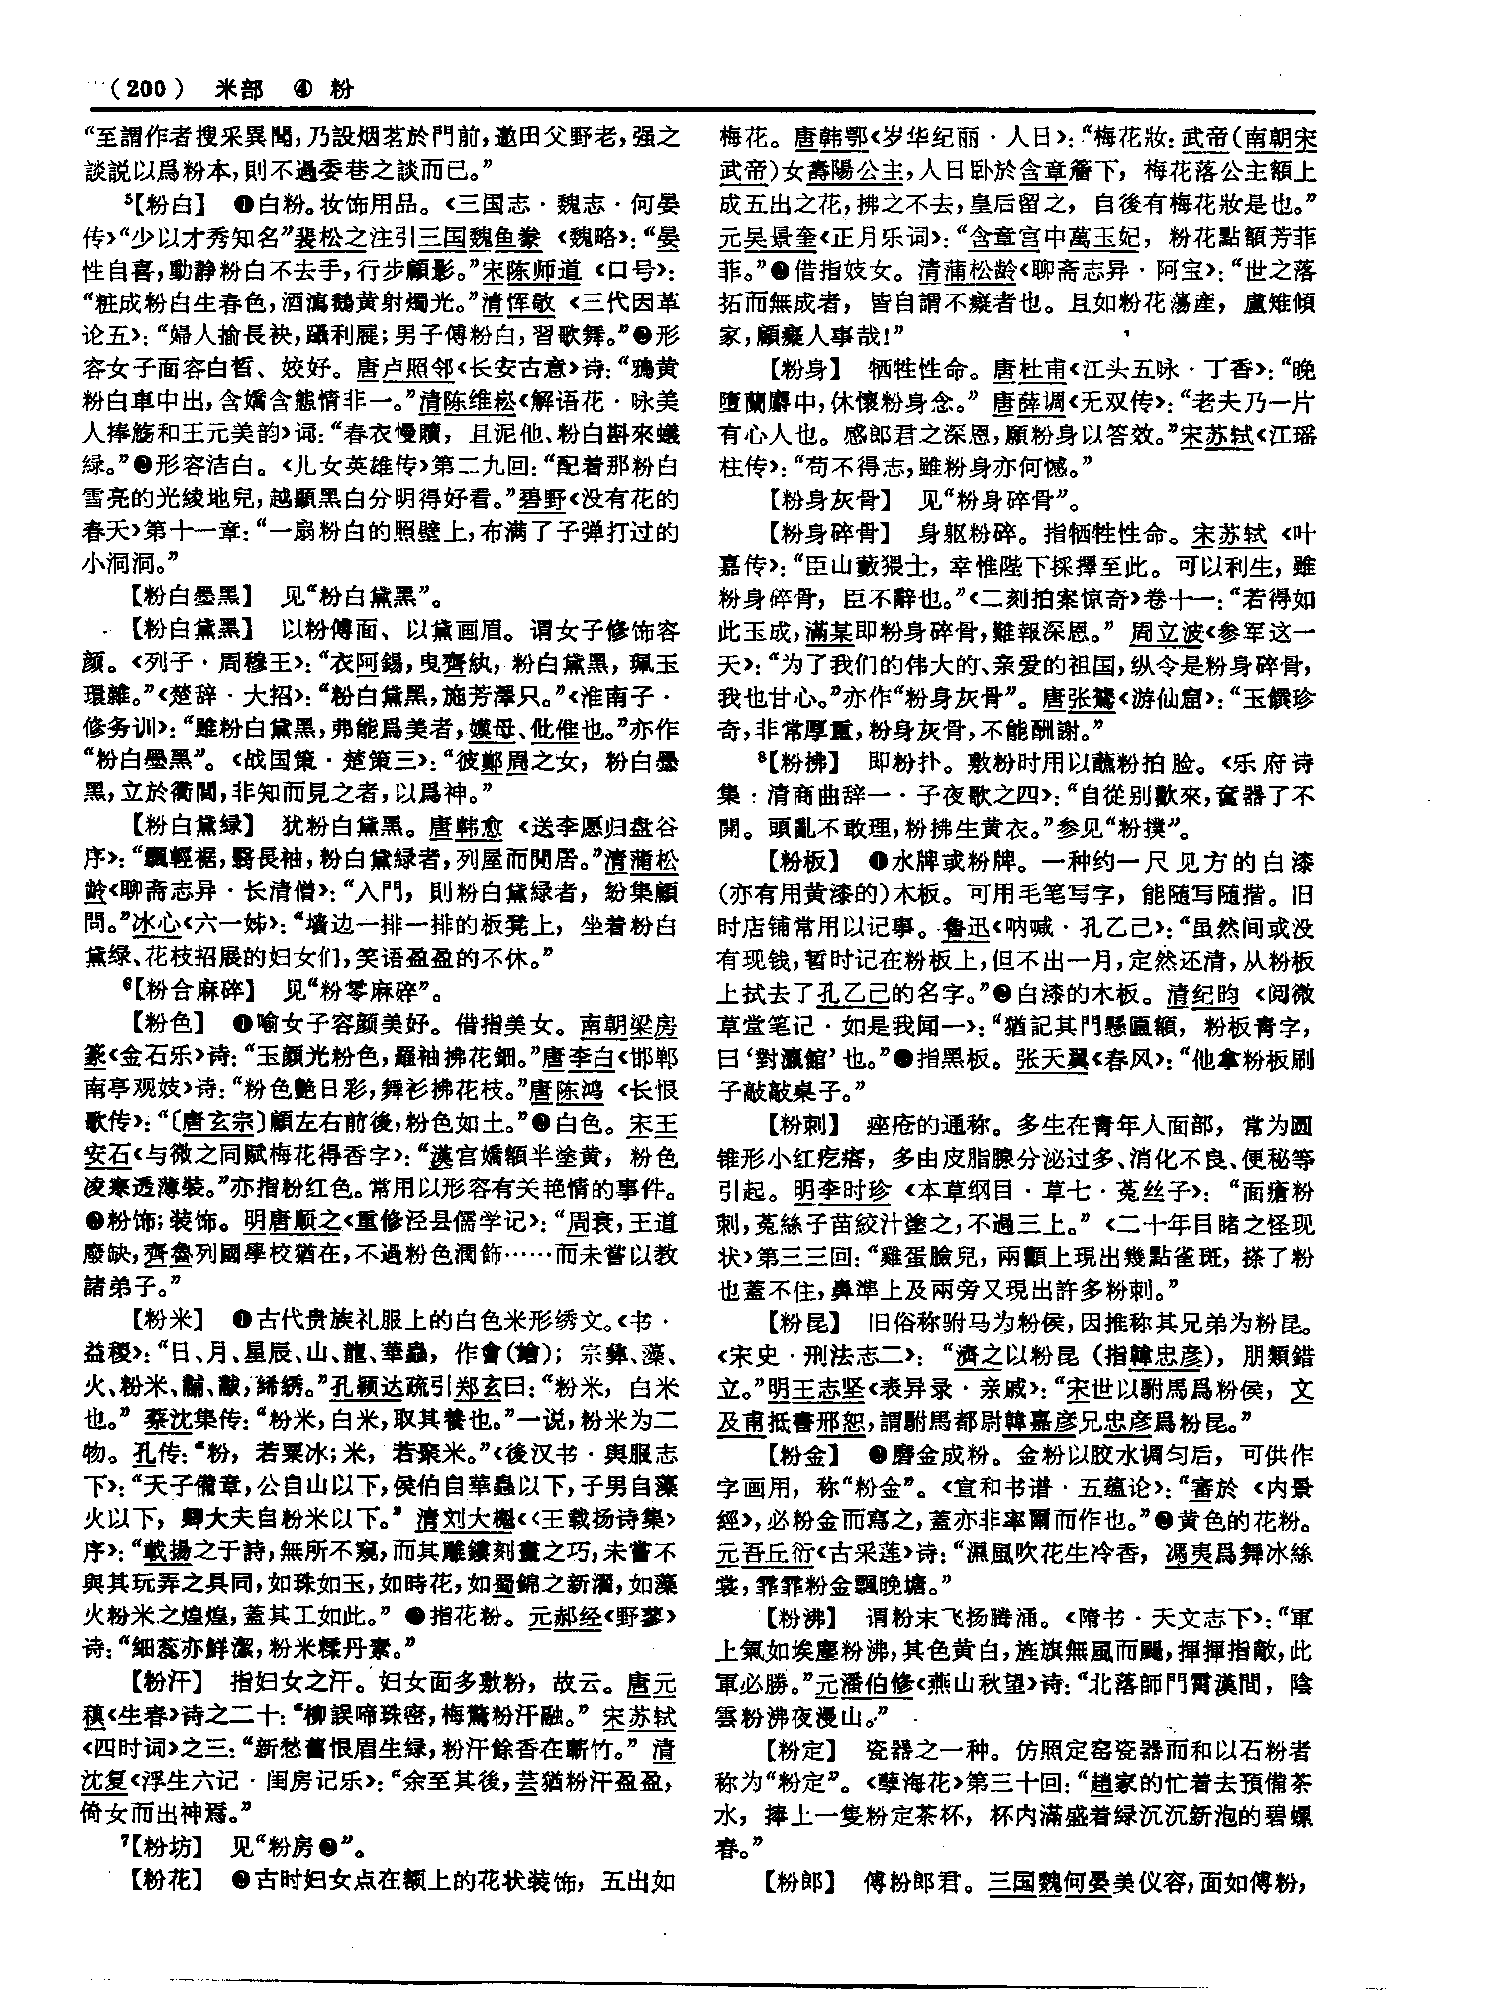 （200） 米部 ④ 粉
“至謂作者搜采異聞，乃設烟茗於門前，邀田父野老，强之
談説以爲粉本，則不過委巷之談而已。”
⁵【粉白】 ❶白粉。妆饰用品。《三国志·魏志·何晏
传》“少以才秀知名”裴松之注引三国魏鱼豢《魏略》：“晏
性自喜，動静粉白不去手，行步顧影。”宋陈师道《口号》：
“粧成粉白生春色，酒瀉鵝黄射燭光。”清恽敬《三代因革
论五》：“婦人揄長袂，躡利屣；男子傅粉白，習歌舞。”❷形
容女子面容白皙、姣好。唐卢照邻《长安古意》诗：“鴉黄
粉白車中出，含嬌含態情非一。”清陈维崧《解语花·咏美
人捧觞和王元美韵》词：“春衣慢贖，且泥他、粉白斟來蟻
緑。”❸形容洁白。《儿女英雄传》第二九回：“配着那粉白
雪亮的光綾地兒，越顯黑白分明得好看。”碧野《没有花的
春天》第十一章：“一扇粉白的照壁上，布满了子弹打过的
小洞洞。”
【粉白墨黑】 见“粉白黛黑”。
【粉白黛黑】 以粉傅面、以黛画眉。谓女子修饰容
颜。《列子·周穆王》：“衣阿錫，曳齊紈，粉白黛黑，珮玉
環雜。”《楚辞·大招》：“粉白黛黑，施芳澤只。”《淮南子·
修务训》：“雖粉白黛黑，弗能爲美者，嫫母、仳倠也。”亦作
“粉白墨黑”。《战国策·楚策三》：“彼鄭周之女，粉白墨
黑，立於衢閭，非知而見之者，以爲神。”
【粉白黛绿】 犹粉白黛黑。唐韩愈《送李愿归盘谷
序》：“飄輕裾，翳長袖，粉白黛緑者，列屋而閑居。”清蒲松
龄《聊斋志异·长清僧》：“入門，則粉白黛緑者，紛集顧
問。”冰心《六一姊》：“墙边一排一排的板凳上，坐着粉白
黛绿、花枝招展的妇女们，笑语盈盈的不休。”
⁶【粉合麻碎】 见“粉零麻碎”。
【粉色】 ❶喻女子容颜美好。借指美女。南朝梁房
篆《金石乐》诗：“玉顔光粉色，羅袖拂花鈿。”唐李白《邯郸
南亭观妓》诗：“粉色艷日彩，舞衫拂花枝。”唐陈鸿《长恨
歌传》：“〔唐玄宗〕顧左右前後，粉色如土。”❷白色。宋王
安石《与微之同赋梅花得香字》：“漢宫嬌額半塗黄，粉色
凌寒透薄裝。”亦指粉红色。常用以形容有关艳情的事件。
❸粉饰；装饰。明唐顺之《重修泾县儒学记》：“周衰，王道
廢缺，齊魯列國學校猶在，不過粉色潤飾……而未嘗以教
諸弟子。”
【粉米】 ❶古代贵族礼服上的白色米形绣文。《书·
益稷》：“日、月、星辰、山、龍、華蟲，作會（繪）；宗彝、藻、
火、粉米、黼、黻，絺绣。”孔颖达疏引郑玄曰：“粉米，白米
也。”蔡沈集传：“粉米，白米，取其養也。”一说，粉米为二
物。孔传：“粉，若粟冰；米，若聚米。”《後汉书·舆服志
下》：“天子備章，公自山以下，侯伯自華蟲以下，子男自藻
火以下，卿大夫自粉米以下。”清刘大櫆《〈王载扬诗集〉
序》：“載揚之于詩，無所不窺，而其雕鏤刻畫之巧，未嘗不
與其玩弄之具同，如珠如玉，如時花，如蜀錦之新濯，如藻
火粉米之煌煌，蓋其工如此。”❷指花粉。元郝经《野蓼》
诗：“細蕊亦鮮潔，粉米糅丹素。”
【粉汗】 指妇女之汗。妇女面多敷粉，故云。唐元
稹《生春》诗之二十：“柳誤啼珠密，梅驚粉汗融。”宋苏轼
《四时词》之三：“新愁舊恨眉生緑，粉汗餘香在蘄竹。”清
沈复《浮生六记·闺房记乐》：“余至其後，芸猶粉汗盈盈，
倚女而出神焉。”
⁷【粉坊】 见“粉房❷”。
【粉花】 ❶古时妇女点在额上的花状装饰，五出如
梅花。唐韩鄂《岁华纪丽·人日》：“梅花妝：武帝（南朝宋
武帝）女壽陽公主，人日卧於含章簷下，梅花落公主額上
成五出之花，拂之不去，皇后留之，自後有梅花妝是也。”
元吴景奎《正月乐词》：“含章宫中萬玉妃，粉花點額芳菲
菲。”❷借指妓女。清蒲松龄《聊斋志异·阿宝》：“世之落
拓而無成者，皆自謂不癡者也。且如粉花蕩産，盧雉傾
家，顧癡人事哉！”
【粉身】 牺牲性命。唐杜甫《江头五咏·丁香》：“晚
墮蘭麝中，休懷粉身念。”唐薛调《无双传》：“老夫乃一片
有心人也。感郎君之深恩，願粉身以答效。”宋苏轼《江瑶
柱传》：“苟不得志，雖粉身亦何憾。”
【粉身灰骨】 见“粉身碎骨”。
【粉身碎骨】 身躯粉碎。指牺牲性命。宋苏轼《叶
嘉传》：“臣山藪猥士，幸惟陛下採擇至此。可以利生，雖
粉身碎骨，臣不辭也。”《二刻拍案惊奇》卷十一：“若得如
此玉成，滿某即粉身碎骨，難報深恩。”周立波《参军这一
天》：“为了我们的伟大的、亲爱的祖国，纵令是粉身碎骨，
我也甘心。”亦作“粉身灰骨”。唐张鷟《游仙窟》：“玉饌珍
奇，非常厚重，粉身灰骨，不能酬謝。”
⁸【粉拂】 即粉扑。敷粉时用以蘸粉拍脸。《乐府诗
集·清商曲辞一·子夜歌之四》：“自從别歡來，奩器了不
開。頭亂不敢理，粉拂生黄衣。”参见“粉撲”。
【粉板】 ❶水牌或粉牌。一种约一尺见方的白漆
（亦有用黄漆的）木板。可用毛笔写字，能随写随揩。旧
时店铺常用以记事。鲁迅《呐喊·孔乙己》：“虽然间或没
有现钱，暂时记在粉板上，但不出一月，定然还清，从粉板
上拭去了孔乙己的名字。”❷白漆的木板。清纪昀《阅微
草堂笔记·如是我闻一》：“猶記其門懸匾額，粉板青字，
曰‘對瀛館’也。”❸指黑板。张天翼《春风》：“他拿粉板刷
子敲敲桌子。”
【粉刺】 痤疮的通称。多生在青年人面部，常为圆
锥形小红疙瘩，多由皮脂腺分泌过多、消化不良、便秘等
引起。明李时珍《本草纲目·草七·菟丝子》：“面瘡粉
刺，菟絲子苗絞汁塗之，不過三上。”《二十年目睹之怪现
状》第三三回：“雞蛋臉兒，兩顴上現出幾點雀斑，搽了粉
也蓋不住，鼻準上及兩旁又現出許多粉刺。”
【粉昆】 旧俗称驸马为粉侯，因推称其兄弟为粉昆。
《宋史·刑法志二》：“濟之以粉昆（指韓忠彦），朋類錯
立。”明王志坚《表异录·亲戚》：“宋世以駙馬爲粉侯，文
及甫抵書邢恕，謂駙馬都尉韓嘉彦兄忠彦爲粉昆。”
【粉金】 ❶磨金成粉。金粉以胶水调匀后，可供作
字画用，称“粉金”。《宣和书谱·五蕴论》：“審於《内景
經》，必粉金而寫之，蓋亦非率爾而作也。”❷黄色的花粉。
元吾丘衍《古采莲》诗：“濕風吹花生冷香，馮夷爲舞冰絲
裳，霏霏粉金飄晚塘。”
【粉沸】 谓粉末飞扬腾涌。《隋书·天文志下》：“軍
上氣如埃塵粉沸，其色黄白，旌旗無風而颺，揮揮指敵，此
軍必勝。”元潘伯修《燕山秋望》诗：“北落師門霄漢間，陰
雲粉沸夜漫山。”
【粉定】 瓷器之一种。仿照定窑瓷器而和以石粉者
称为“粉定”。《孽海花》第三十回：“趙家的忙着去預備茶
水，捧上一隻粉定茶杯，杯内滿盛着緑沉沉新泡的碧螺
春。”
【粉郎】 傅粉郎君。三国魏何晏美仪容，面如傅粉，